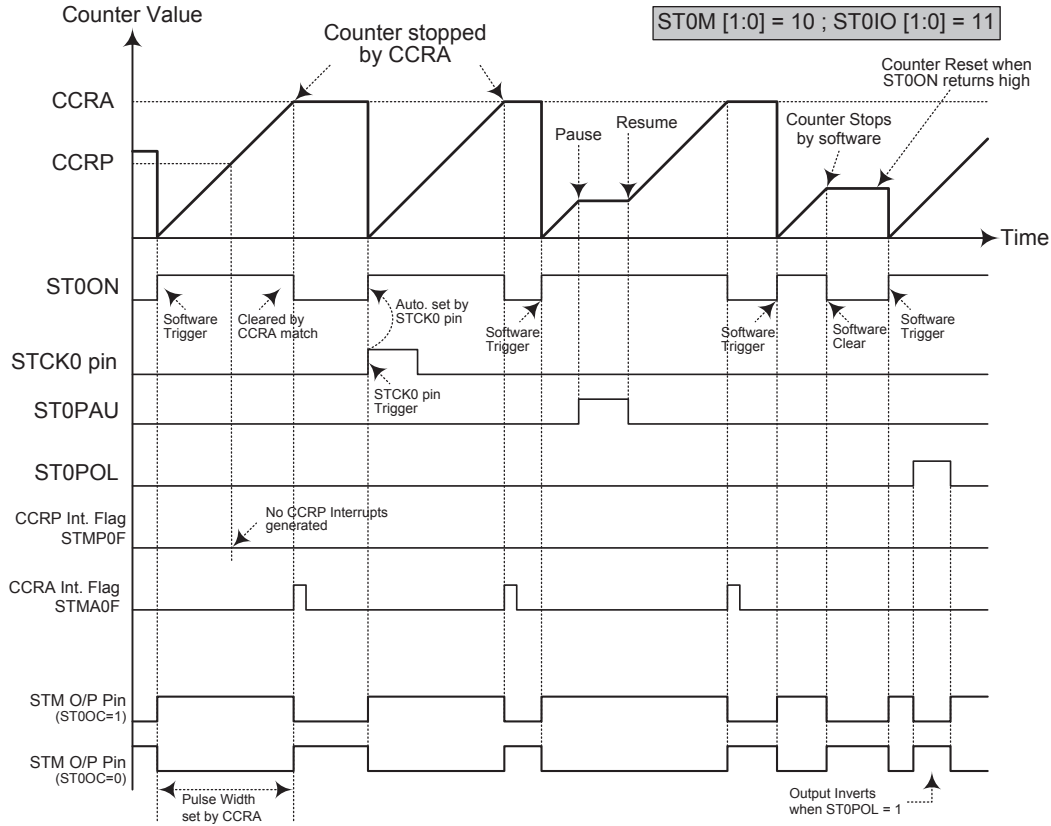 Counter Value
ST0M [1:0] = 10 ; ST0IO [1:0] = 11
Counter stopped
by CCRA
Counter Reset when
ST0ON returns high
CCRA
Pause
Resume
Counter Stops
by software
CCRP
Time
ST0ON
Software
Trigger
Cleared by
CCRA match
Auto. set by
STCK0 pin
Software
Trigger
Software
Trigger
Software
Clear
Software
Trigger
STCK0 pin
STCK0 pin
Trigger
ST0PAU
ST0POL
CCRP Int. Flag
STMP0F
No CCRP Interrupts
generated
CCRA Int. Flag
STMA0F
STM O/P Pin
(ST0OC=1)
STM O/P Pin
(ST0OC=0)
Pulse Width
set by CCRA
Output Inverts
when ST0POL = 1